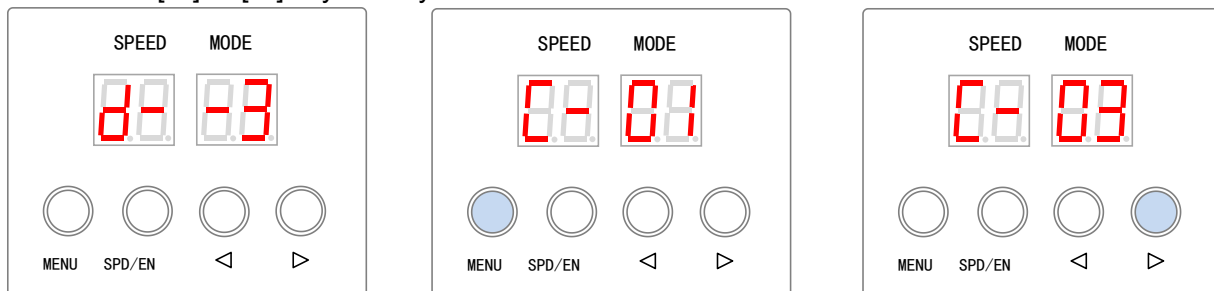 SPEED MODE
d- -3
MENU SPD/EN ◁ ▷
SPEED MODE
C- 01
MENU SPD/EN ◁ ▷
SPEED MODE
C- 03
MENU SPD/EN ◁ ▷